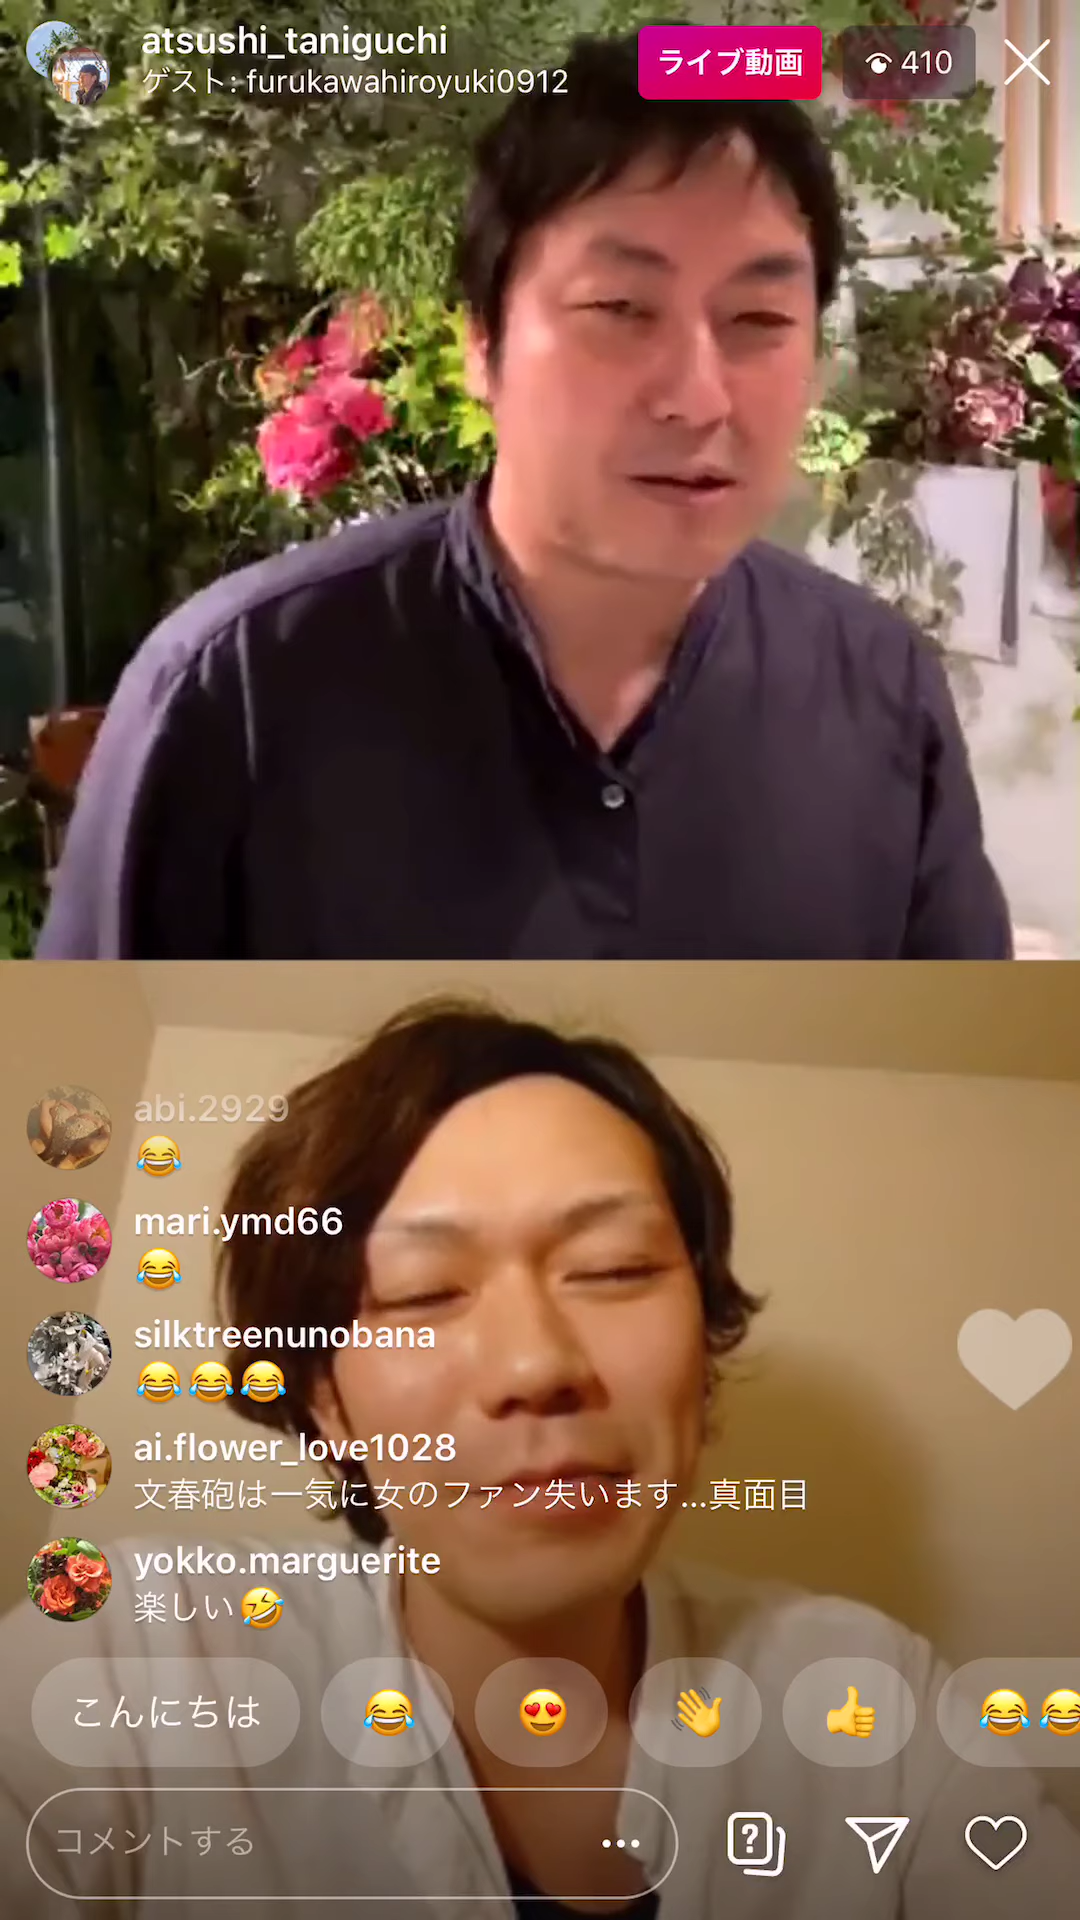 atsushi_taniguchi
ゲスト: furukawahiroyuki0912
ライブ動画
410
abi.2929
😂
mari.ymd66
😂
silktreenunobana
😂😂😂
ai.flower_love1028
文春砲は一気に女のファン失います...真面目
yokko.marguerite
楽しい🤣
こんにちは 😂 😍 👋 👍 😂😂
コメントする